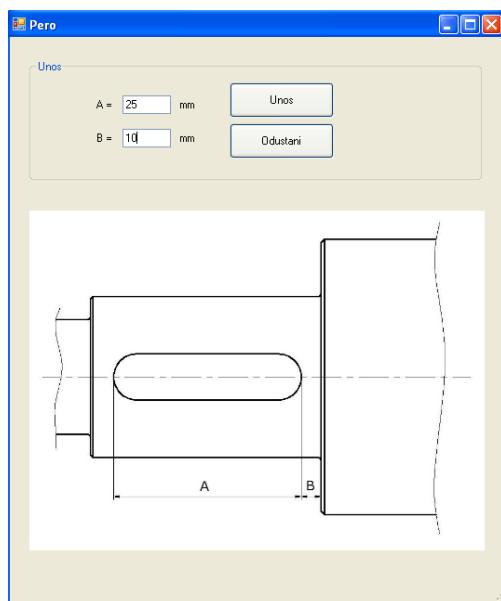 Pero
Unos
A = 25 mm Unos
B = 10 mm Odustani
A B